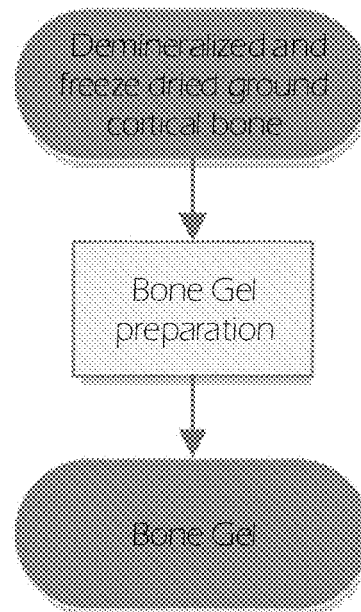 Demineralized and
freeze dried ground
cortical bone
Bone Gel
preparation
Bone Gel